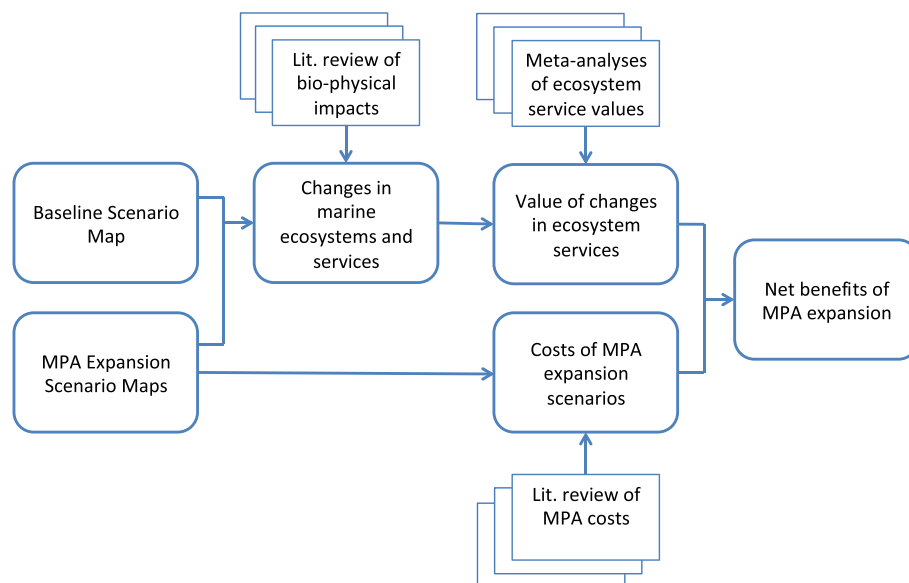 Lit. review of
bio-physical
impacts
Meta-analyses
of ecosystem
service values
Baseline Scenario
Map
Changes in
marine
ecosystems and
services
Value of changes
in ecosystem
services
Net benefits of
MPA expansion
MPA Expansion
Scenario Maps
Costs of MPA
expansion
scenarios
Lit. review of
MPA costs